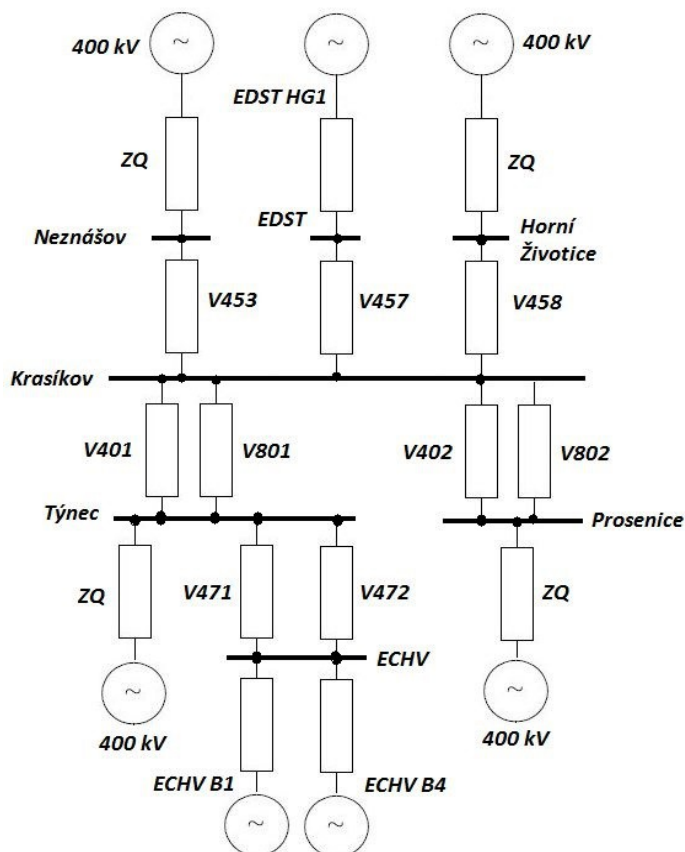 400 kV
400 kV
EDST HG1
ZQ
ZQ
Neznášov
EDST
Horní
Životice
V453
V457
V458
Krasíkov
V401
V801
V402
V802
Týnec
Prosenice
ZQ
V471
V472
ZQ
ECHV
400 kV
400 kV
ECHV B1
ECHV B4